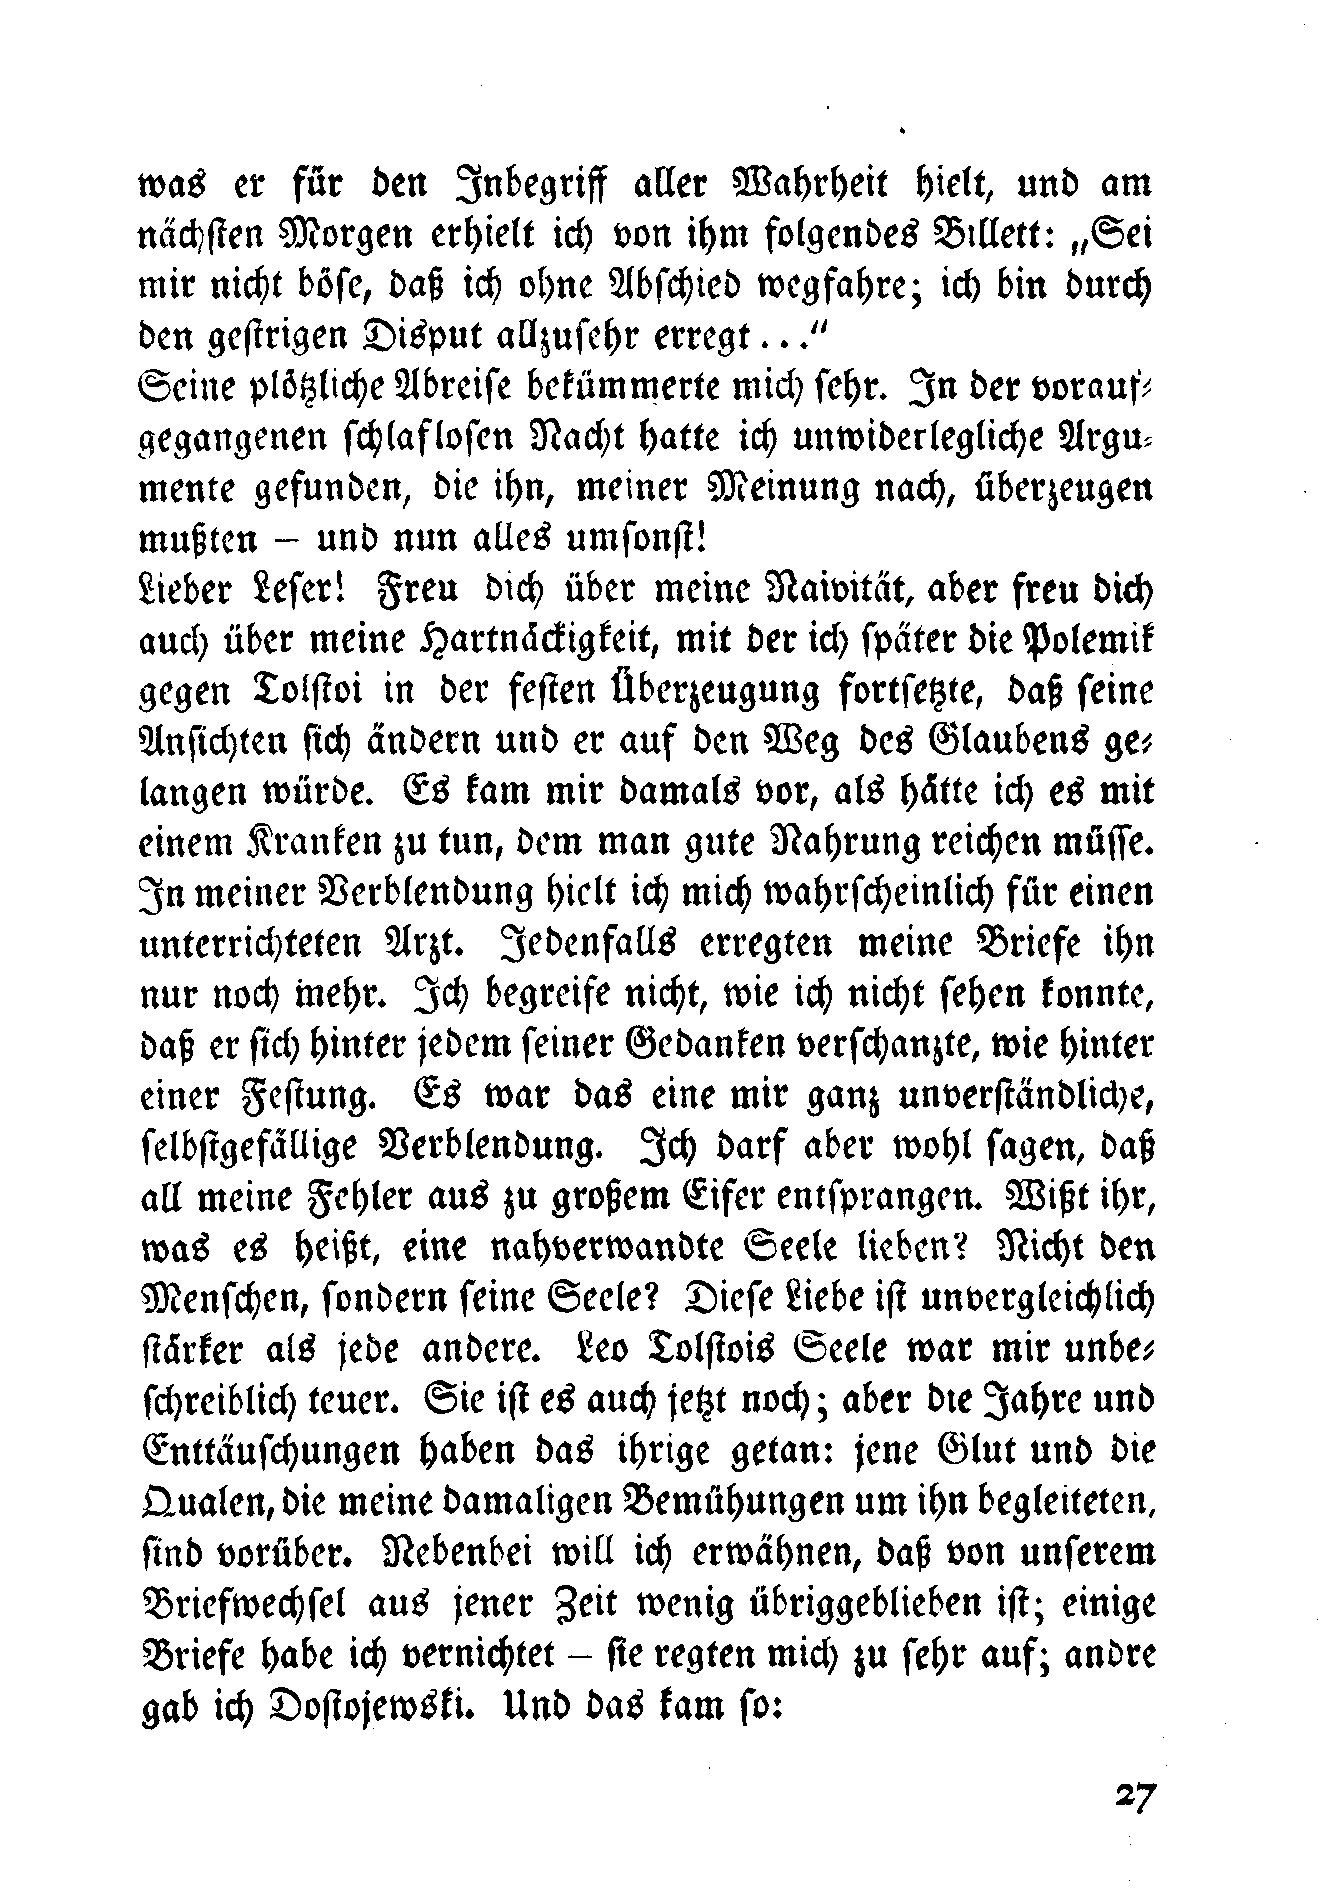 was er für den Inbegriff aller Wahrheit hielt, und am
nächsten Morgen erhielt ich von ihm folgendes Billett: „Sei
mir nicht böse, daß ich ohne Abschied wegfahre; ich bin durch
den gestrigen Disput allzusehr erregt . . .“
Seine plötzliche Abreise bekümmerte mich sehr. In der vorauf-
gegangenen schlaflosen Nacht hatte ich unwiderlegliche Argu-
mente gefunden, die ihn, meiner Meinung nach, überzeugen
mußten – und nun alles umsonst!
Lieber Leser! Freu dich über meine Naivität, aber freu dich
auch über meine Hartnäckigkeit, mit der ich später die Polemik
gegen Tolstoi in der festen Überzeugung fortsetzte, daß seine
Ansichten sich ändern und er auf den Weg des Glaubens ge-
langen würde. Es kam mir damals vor, als hätte ich es mit
einem Kranken zu tun, dem man gute Nahrung reichen müsse.
In meiner Verblendung hielt ich mich wahrscheinlich für einen
unterrichteten Arzt. Jedenfalls erregten meine Briefe ihn
nur noch mehr. Ich begreife nicht, wie ich nicht sehen konnte,
daß er sich hinter jedem seiner Gedanken verschanzte, wie hinter
einer Festung. Es war das eine mir ganz unverständliche,
selbstgefällige Verblendung. Ich darf aber wohl sagen, daß
all meine Fehler aus zu großem Eifer entsprangen. Wißt ihr,
was es heißt, eine nahverwandte Seele lieben? Nicht den
Menschen, sondern seine Seele? Diese Liebe ist unvergleichlich
stärker als jede andere. Leo Tolstois Seele war mir unbe-
schreiblich teuer. Sie ist es auch jetzt noch; aber die Jahre und
Enttäuschungen haben das ihrige getan: jene Glut und die
Qualen, die meine damaligen Bemühungen um ihn begleiteten,
sind vorüber. Nebenbei will ich erwähnen, daß von unserem
Briefwechsel aus jener Zeit wenig übriggeblieben ist; einige
Briefe habe ich vernichtet – sie regten mich zu sehr auf; andre
gab ich Dostojewski. Und das kam so:
27